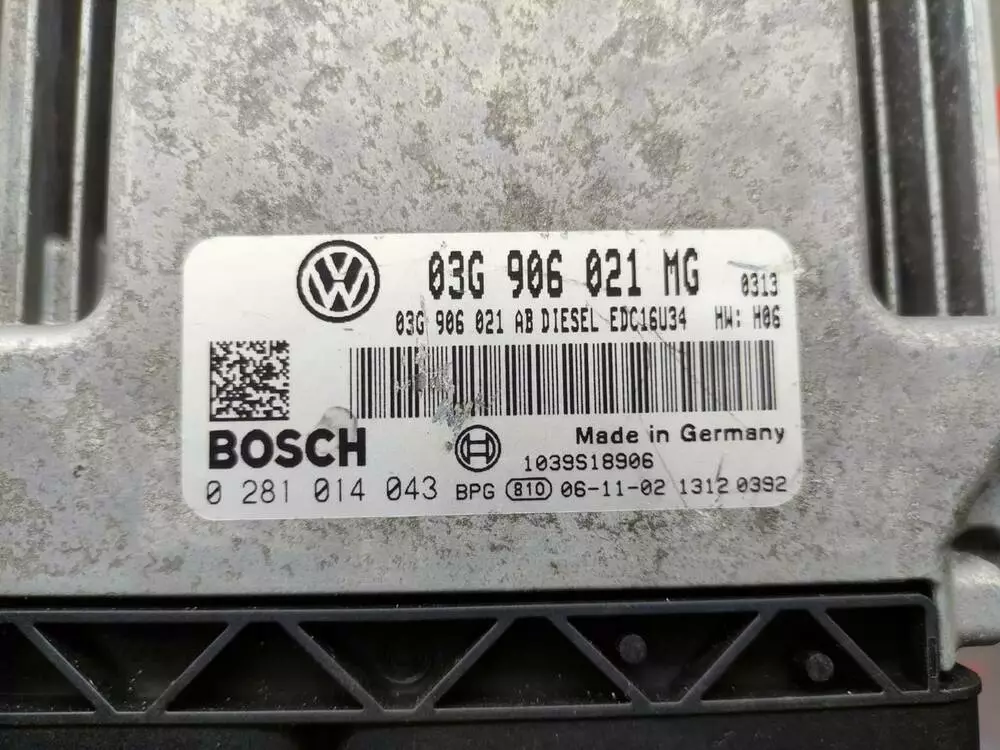 03G 906 021 MG 0313
03G 906 021 AB DIESEL EDC16U34 HW: H06
BOSCH
Made in Germany
1039S18906
0 281 014 043 BPG 810 06-11-02 1312 0392